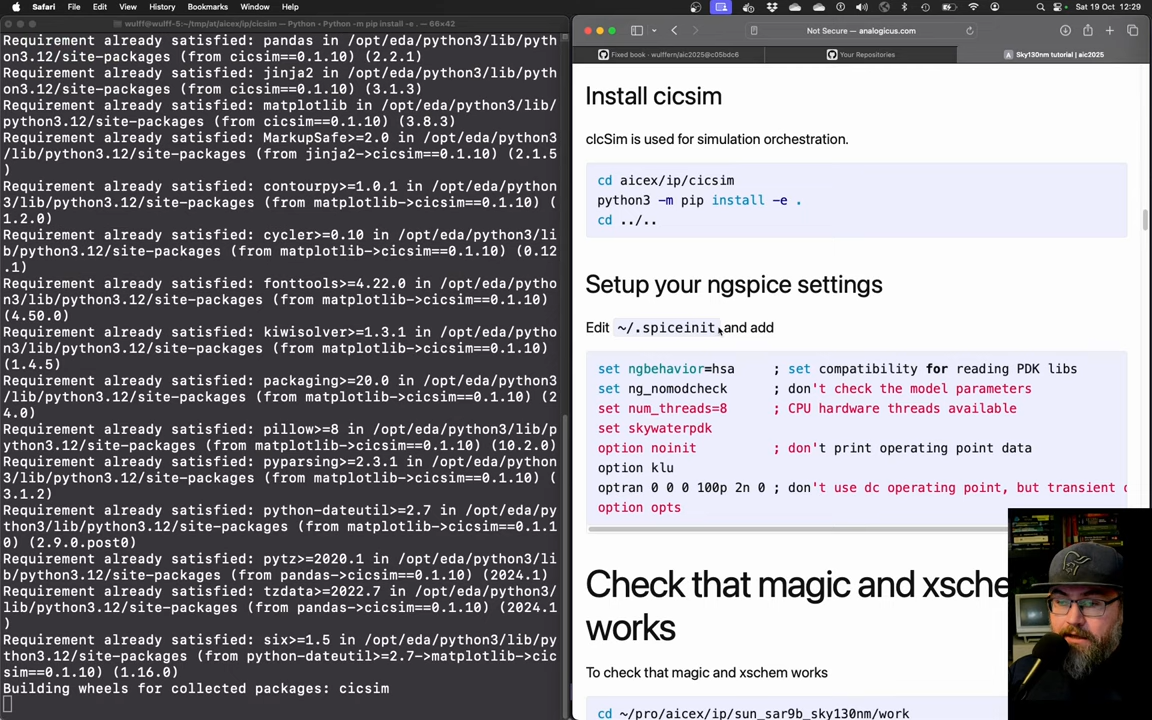 Safari File Edit View History Bookmarks Window Help Sat 19 Oct 12:29
wulff@wulff-5:~/tmp/at/aicex/ip/cicsim — Python • Python -m pip install -e . — 66×42
Requirement already satisfied: pandas in /opt/eda/python3/lib/pyth
on3.12/site-packages (from cicsim==0.1.10) (2.2.1)
Requirement already satisfied: jinja2 in /opt/eda/python3/lib/pyth
on3.12/site-packages (from cicsim==0.1.10) (3.1.3)
Requirement already satisfied: matplotlib in /opt/eda/python3/lib/
python3.12/site-packages (from cicsim==0.1.10) (3.8.3)
Requirement already satisfied: MarkupSafe>=2.0 in /opt/eda/python3
/lib/python3.12/site-packages (from jinja2->cicsim==0.1.10) (2.1.5
)
Requirement already satisfied: contourpy>=1.0.1 in /opt/eda/python
3/lib/python3.12/site-packages (from matplotlib->cicsim==0.1.10) (
1.2.0)
Requirement already satisfied: cycler>=0.10 in /opt/eda/python3/li
b/python3.12/site-packages (from matplotlib->cicsim==0.1.10) (0.12
.1)
Requirement already satisfied: fonttools>=4.22.0 in /opt/eda/pytho
n3/lib/python3.12/site-packages (from matplotlib->cicsim==0.1.10)
(4.50.0)
Requirement already satisfied: kiwisolver>=1.3.1 in /opt/eda/pytho
n3/lib/python3.12/site-packages (from matplotlib->cicsim==0.1.10)
(1.4.5)
Requirement already satisfied: packaging>=20.0 in /opt/eda/python3
/lib/python3.12/site-packages (from matplotlib->cicsim==0.1.10) (2
4.0)
Requirement already satisfied: pillow>=8 in /opt/eda/python3/lib/p
ython3.12/site-packages (from matplotlib->cicsim==0.1.10) (10.2.0)
Requirement already satisfied: pyparsing>=2.3.1 in /opt/eda/python
3/lib/python3.12/site-packages (from matplotlib->cicsim==0.1.10) (
3.1.2)
Requirement already satisfied: python-dateutil>=2.7 in /opt/eda/py
thon3/lib/python3.12/site-packages (from matplotlib->cicsim==0.1.1
0) (2.9.0.post0)
Requirement already satisfied: pytz>=2020.1 in /opt/eda/python3/li
b/python3.12/site-packages (from pandas->cicsim==0.1.10) (2024.1)
Requirement already satisfied: tzdata>=2022.7 in /opt/eda/python3/
lib/python3.12/site-packages (from pandas->cicsim==0.1.10) (2024.1
)
Requirement already satisfied: six>=1.5 in /opt/eda/python3/lib/py
thon3.12/site-packages (from python-dateutil>=2.7->matplotlib->cic
sim==0.1.10) (1.16.0)
Building wheels for collected packages: cicsim
Not Secure — analogicus.com
Fixed book · wulffern/aic2025@c05bdc6 Your Repositories Sky130nm tutorial | aic2025
Install cicsim
cIcSim is used for simulation orchestration.
cd aicex/ip/cicsim
python3 -m pip install -e .
cd ../..
Setup your ngspice settings
Edit ~/.spiceinit and add
set ngbehavior=hsa ; set compatibility for reading PDK libs
set ng_nomodcheck ; don't check the model parameters
set num_threads=8 ; CPU hardware threads available
set skywaterpdk
option noinit ; don't print operating point data
option klu
optran 0 0 0 100p 2n 0 ; don't use dc operating point, but transient
option opts
Check that magic and xschem
works
To check that magic and xschem works
cd ~/pro/aicex/ip/sun_sar9b_sky130nm/work